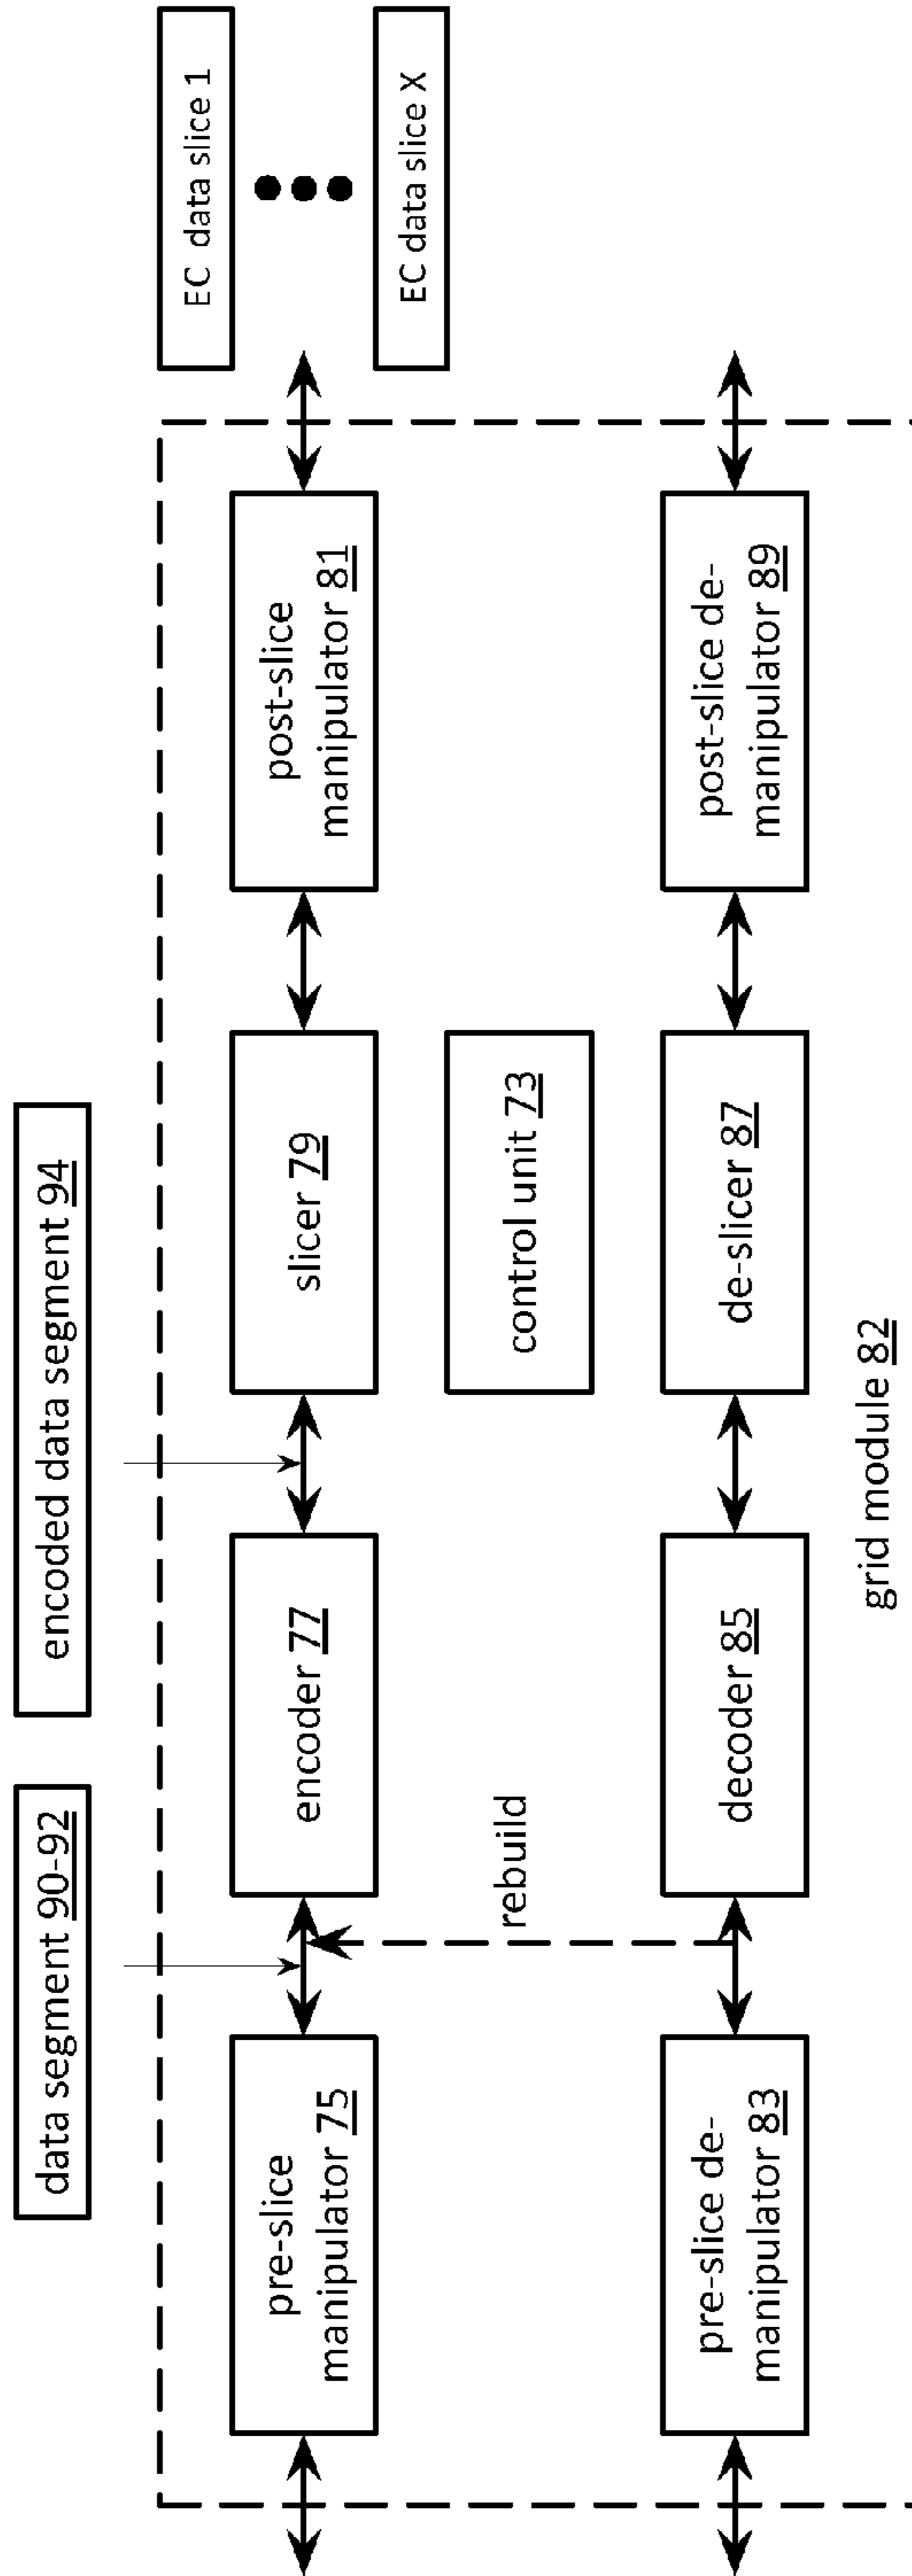 data segment 90-92
encoded data segment 94
pre-slice
manipulator 75
encoder 77
slicer 79
post-slice
manipulator 81
EC data slice 1
EC data slice X
rebuild
control unit 73
pre-slice de-
manipulator 83
decoder 85
de-slicer 87
post-slice de-
manipulator 89
grid module 82